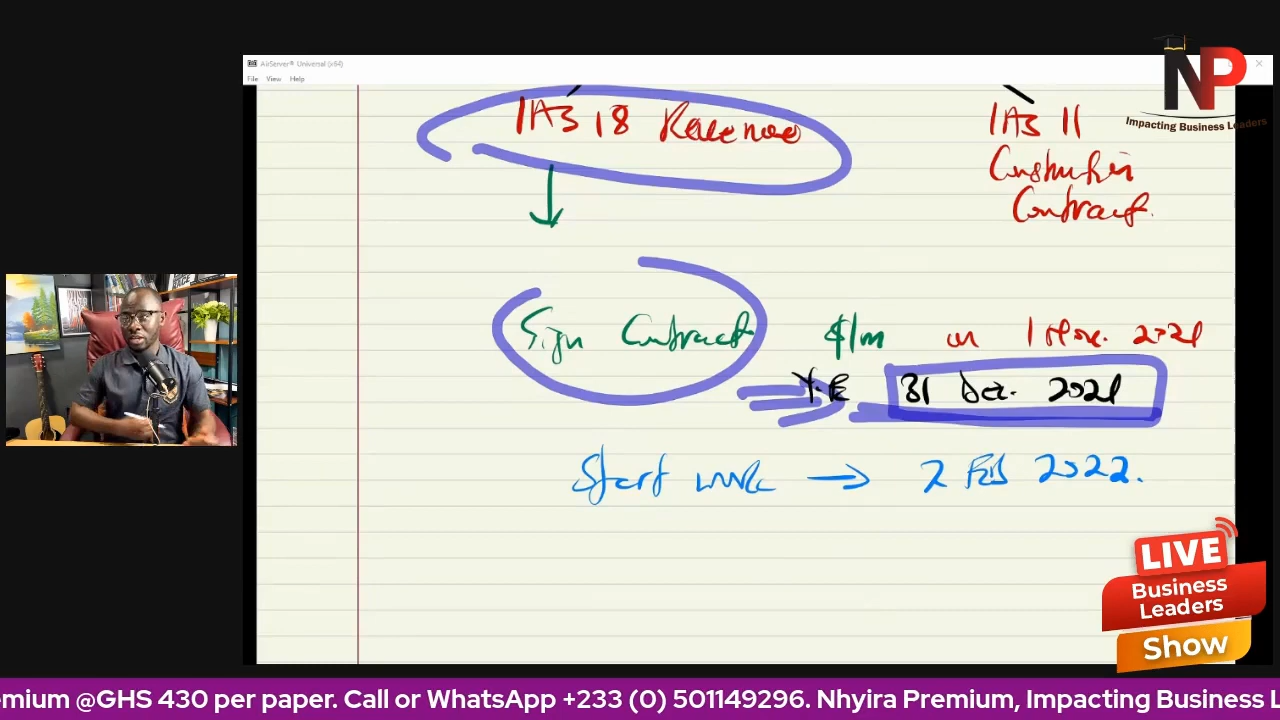 AirServer® Universal (x64)
File View Help
NP
Impacting Business Leaders
IAS 18 Revenue
IAS 11
Construction
Contract.
Sign Contract $1m on 1 Nov. 2021
Y.E 31 Dec. 2021
Start work → 2 Feb 2022.
LIVE
Business
Leaders
Show
emium @GHS 430 per paper. Call or WhatsApp +233 (0) 501149296. Nhyira Premium, Impacting Business L